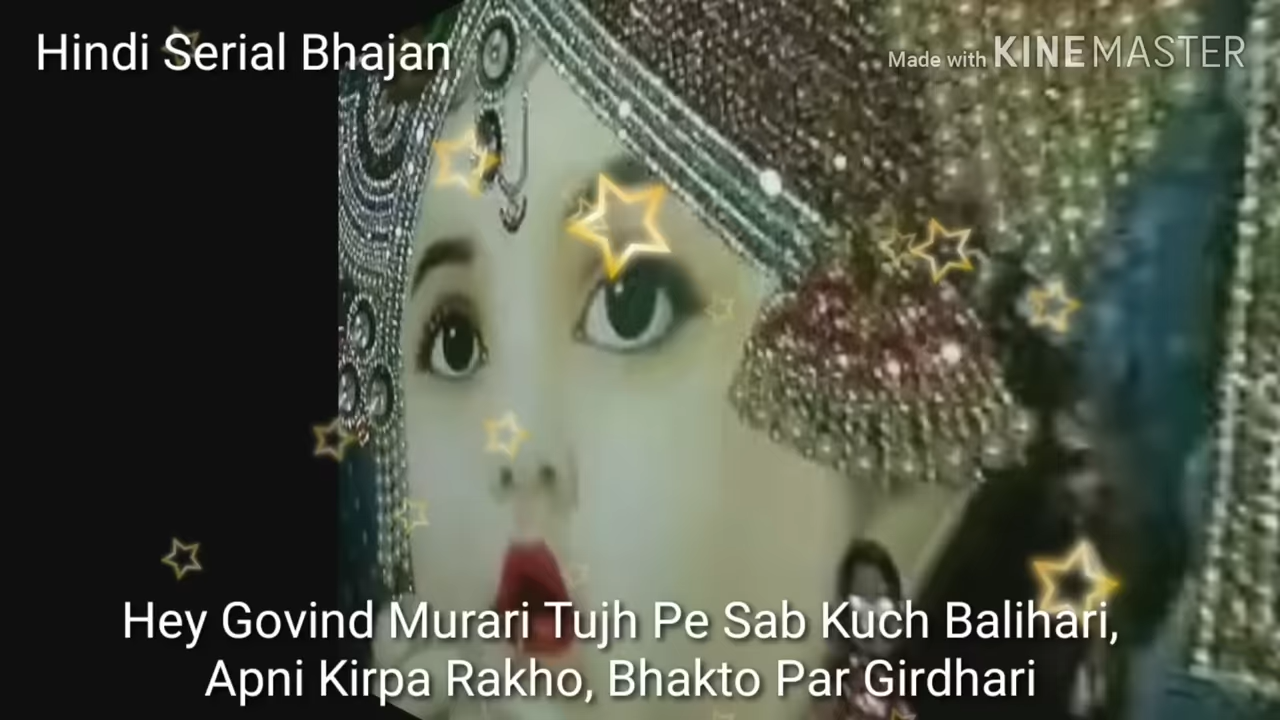 Hindi Serial Bhajan
Made with KINEMASTER
Hey Govind Murari Tujh Pe Sab Kuch Balihari,
Apni Kirpa Rakho, Bhakto Par Girdhari